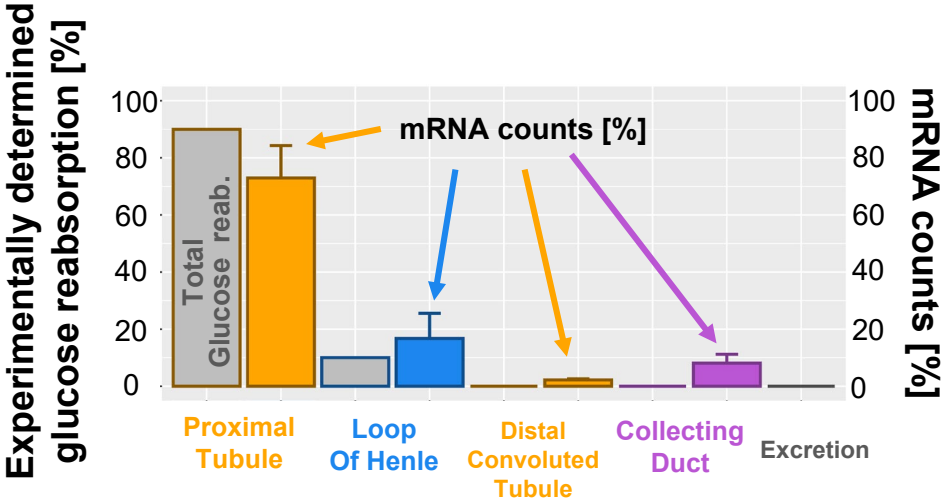 Experimentally determined
glucose reabsorption [%]
100
80
60
40
20
0
Total
Glucose reab.
mRNA counts [%]
100
80
60
40
20
0
mRNA counts [%]
Proximal
Tubule
Loop
Of Henle
Distal
Convoluted
Tubule
Collecting
Duct
Excretion